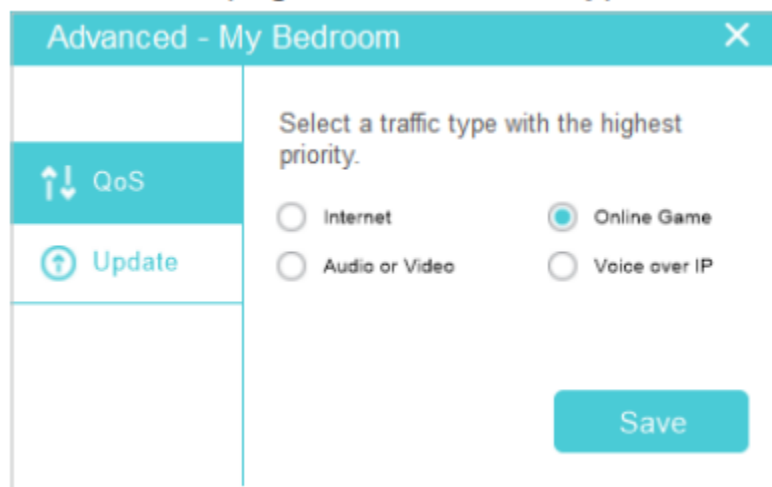 Advanced - My Bedroom
QoS
Update
Select a traffic type with the highest
priority.
Internet
Online Game
Audio or Video
Voice over IP
Save